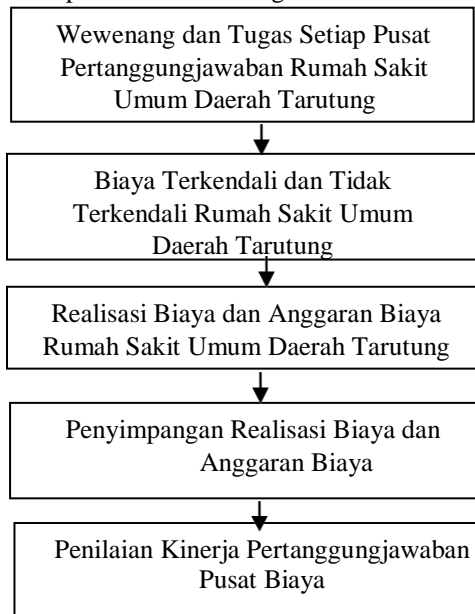 Wewenang dan Tugas Setiap Pusat
Pertanggungjawaban Rumah Sakit
Umum Daerah Tarutung
Biaya Terkendali dan Tidak
Terkendali Rumah Sakit Umum
Daerah Tarutung
Realisasi Biaya dan Anggaran Biaya
Rumah Sakit Umum Daerah Tarutung
Penyimpangan Realisasi Biaya dan
Anggaran Biaya
Penilaian Kinerja Pertanggungjawaban
Pusat Biaya